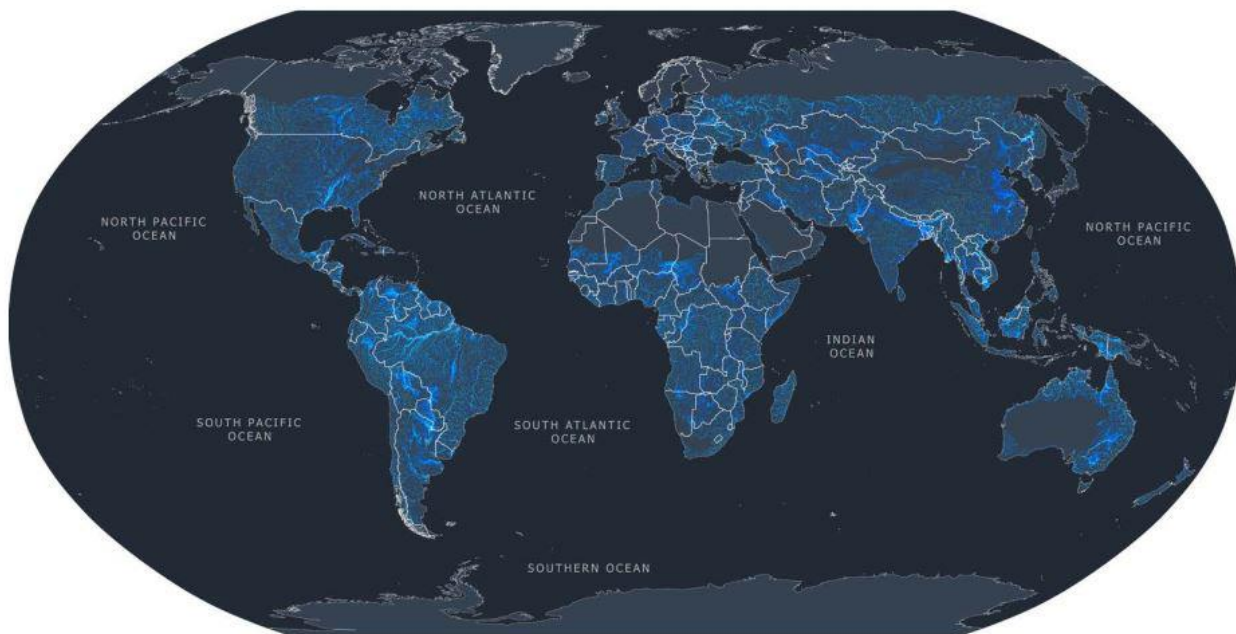 NORTH ATLANTIC
OCEAN
NORTH PACIFIC
OCEAN
NORTH PACIFIC
OCEAN
INDIAN
OCEAN
SOUTH PACIFIC
OCEAN
SOUTH ATLANTIC
OCEAN
SOUTHERN OCEAN